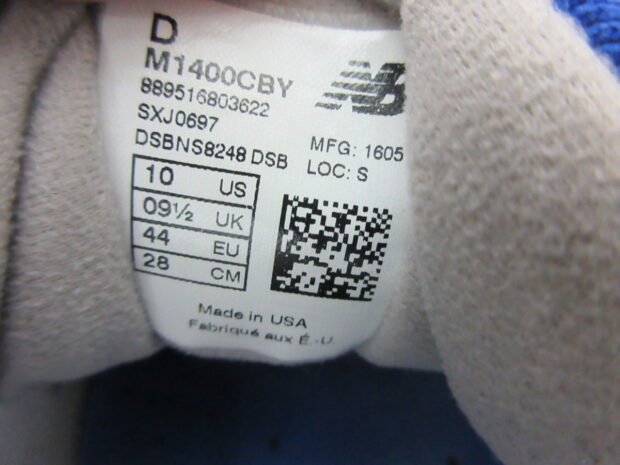 D
M1400CBY
889516803622
SXJ0697
DSBNS8248 DSB
NB
MFG: 1605
LOC: S
10 US
09½ UK
44 EU
28 CM
Made in USA
Fabriqué aux É.-U.